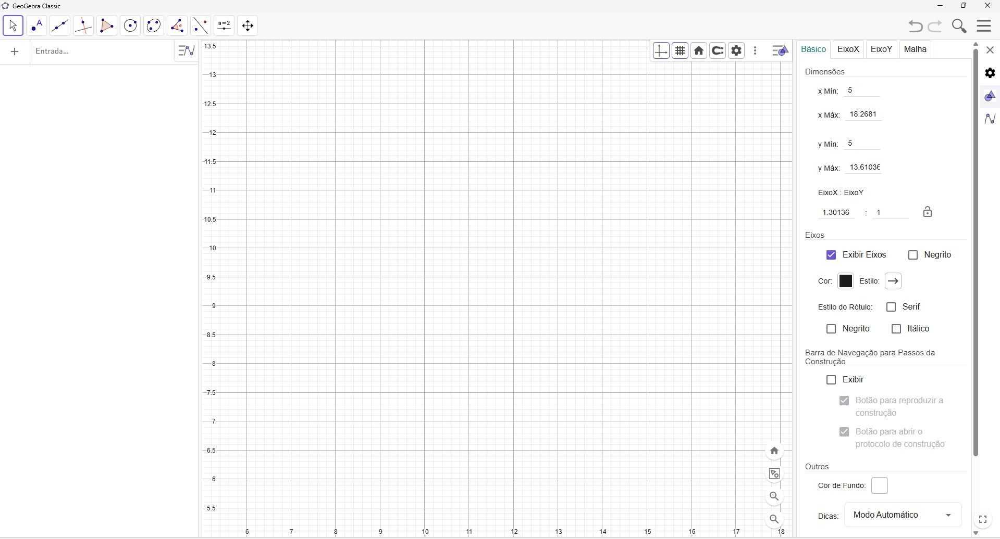 GeoGebra Classic
A
a=2
Entrada...
13.5
13
12.5
12
11.5
11
10.5
10
9.5
9
8.5
8
7.5
7
6.5
6
5.5
6 7 8 9 10 11 12 13 14 15 16 17 18
Básico EixoX EixoY Malha
Dimensões
x Mín: 5
x Máx: 18.2681
y Mín: 5
y Máx: 13.61036
EixoX : EixoY
1.30136 : 1
Eixos
Exibir Eixos Negrito
Cor: Estilo:
Estilo do Rótulo: Serif
Negrito Itálico
Barra de Navegação para Passos da
Construção
Exibir
Botão para reproduzir a
construção
Botão para abrir o
protocolo de construção
Outros
Cor de Fundo:
Dicas: Modo Automático